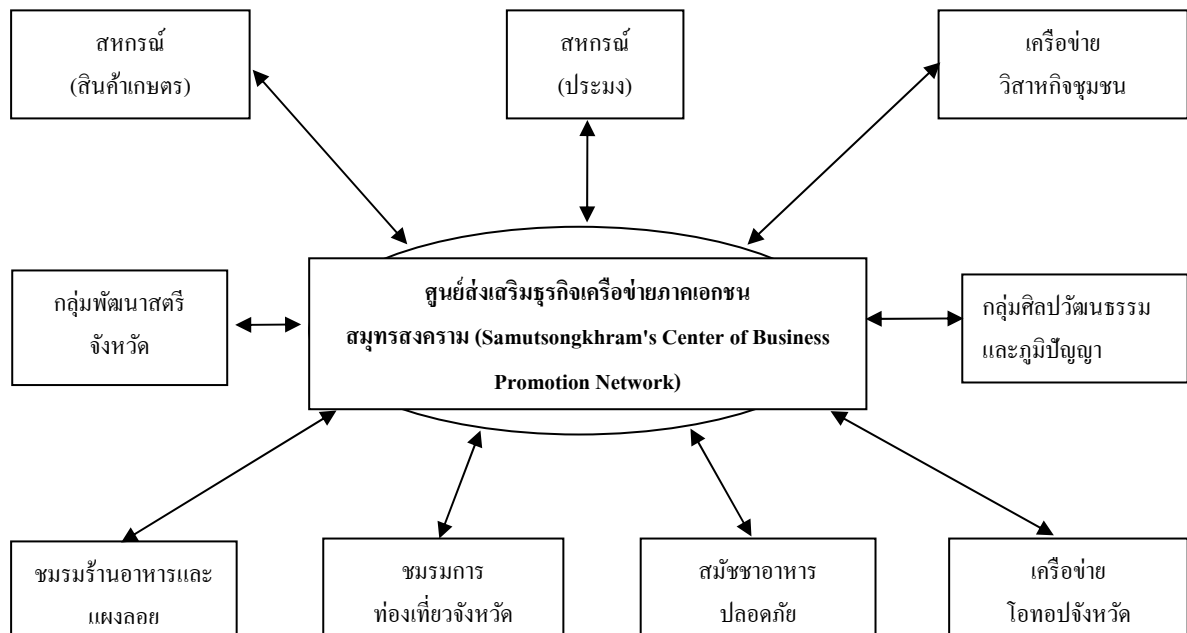 สหกรณ์
(สินค้าเกษตร)
สหกรณ์
(ประมง)
เครือข่าย
วิสาหกิจชุมชน
กลุ่มพัฒนาสตรี
จังหวัด
ศูนย์ส่งเสริมธุรกิจเครือข่ายภาคเอกชน
สมุทรสงคราม (Samutsongkhram's Center of Business
Promotion Network)
กลุ่มศิลปวัฒนธรรม
และภูมิปัญญา
ชมรมร้านอาหารและ
แผงลอย
ชมรมการ
ท่องเที่ยวจังหวัด
สมัชชาอาหาร
ปลอดภัย
เครือข่าย
โอทอปจังหวัด